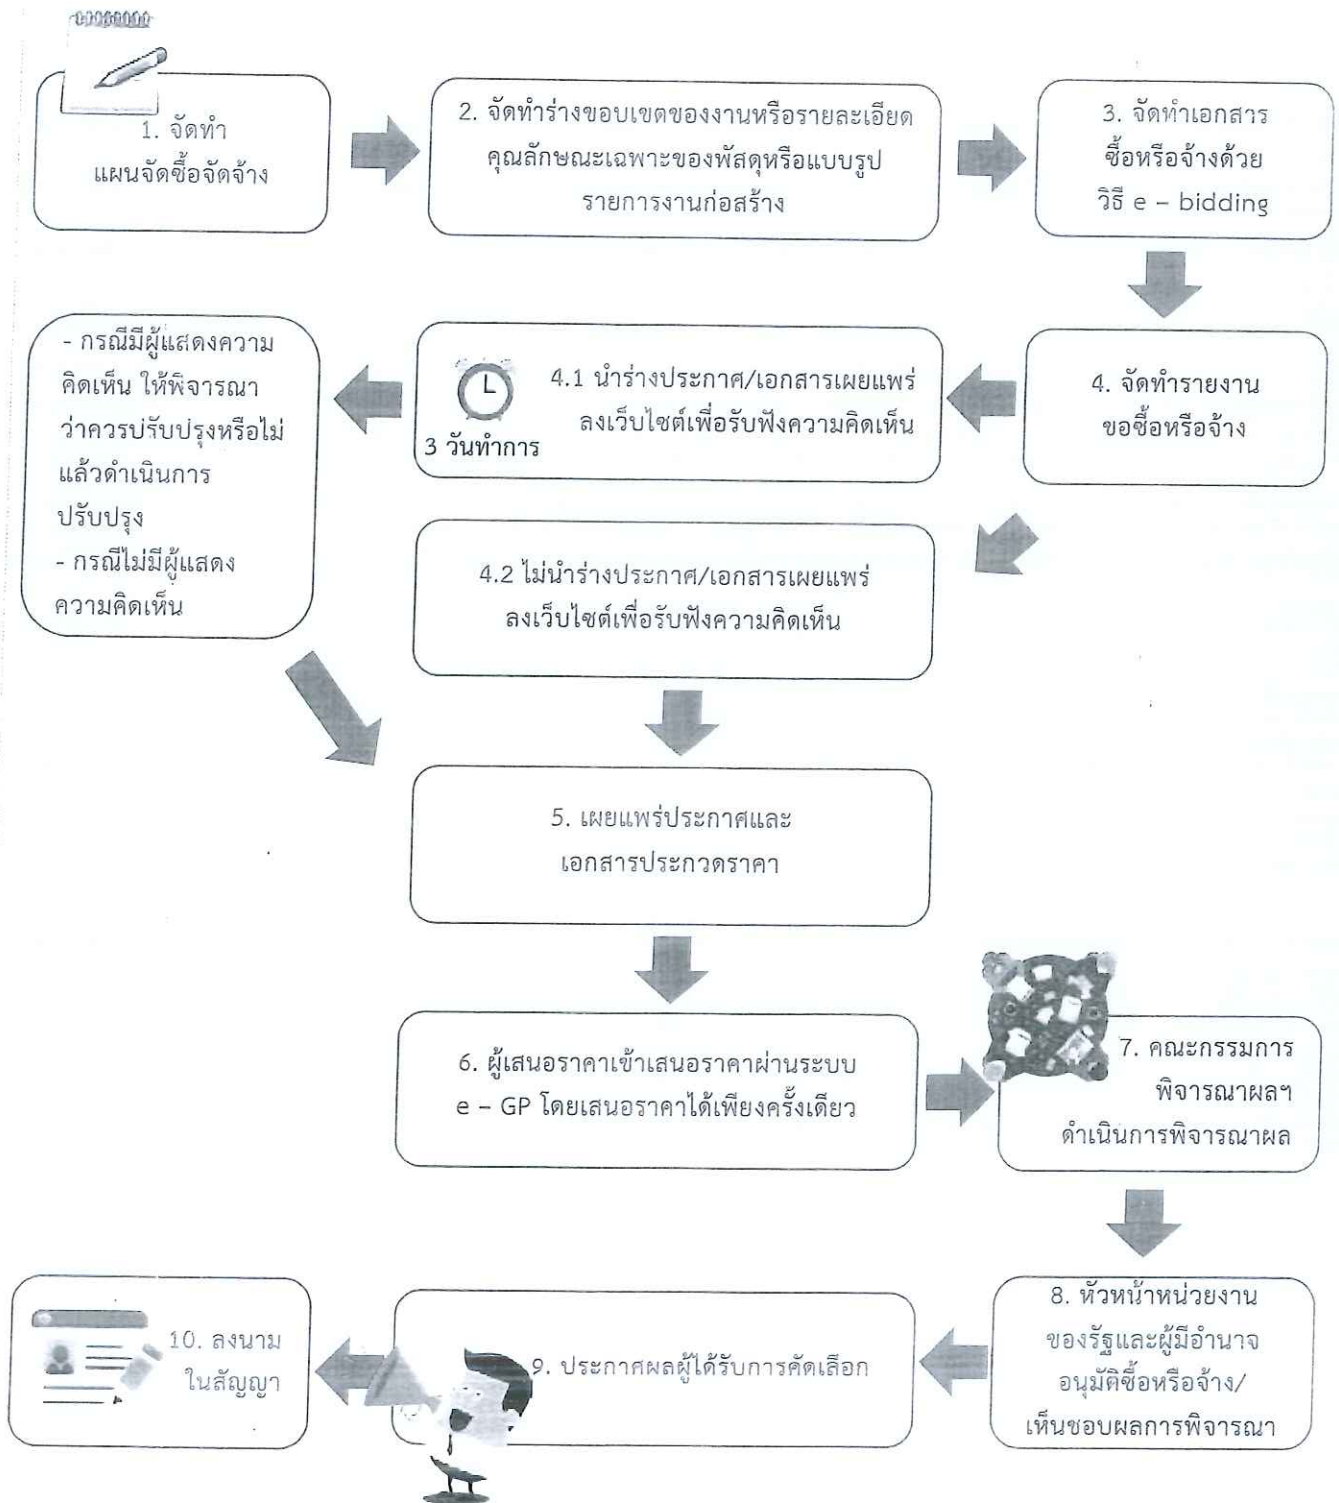 1. จัดทำ
แผนจัดซื้อจัดจ้าง
2. จัดทำร่างขอบเขตของงานหรือรายละเอียด
คุณลักษณะเฉพาะของพัสดุหรือแบบรูป
รายการงานก่อสร้าง
3. จัดทำเอกสาร
ซื้อหรือจ้างด้วย
วิธี e – bidding
4. จัดทำรายงาน
ขอซื้อหรือจ้าง
4.1 นำร่างประกาศ/เอกสารเผยแพร่
ลงเว็บไซต์เพื่อรับฟังความคิดเห็น
3 วันทำการ
- กรณีมีผู้แสดงความ
คิดเห็น ให้พิจารณา
ว่าควรปรับปรุงหรือไม่
แล้วดำเนินการ
ปรับปรุง
- กรณีไม่มีผู้แสดง
ความคิดเห็น
4.2 ไม่นำร่างประกาศ/เอกสารเผยแพร่
ลงเว็บไซต์เพื่อรับฟังความคิดเห็น
5. เผยแพร่ประกาศและ
เอกสารประกวดราคา
6. ผู้เสนอราคาเข้าเสนอราคาผ่านระบบ
e – GP โดยเสนอราคาได้เพียงครั้งเดียว
7. คณะกรรมการ
พิจารณาผลฯ
ดำเนินการพิจารณาผล
8. หัวหน้าหน่วยงาน
ของรัฐและผู้มีอำนาจ
อนุมัติซื้อหรือจ้าง/
เห็นชอบผลการพิจารณา
9. ประกาศผลผู้ได้รับการคัดเลือก
10. ลงนาม
ในสัญญา